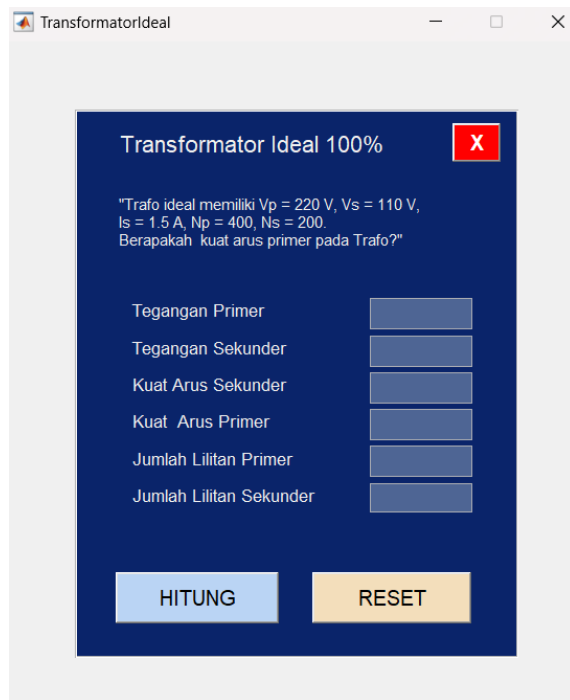 TransformatorIdeal
Transformator Ideal 100%
X
"Trafo ideal memiliki Vp = 220 V, Vs = 110 V,
Is = 1.5 A, Np = 400, Ns = 200.
Berapakah  kuat arus primer pada Trafo?"
Tegangan Primer
Tegangan Sekunder
Kuat Arus Sekunder
Kuat  Arus Primer
Jumlah Lilitan Primer
Jumlah Lilitan Sekunder
HITUNG
RESET